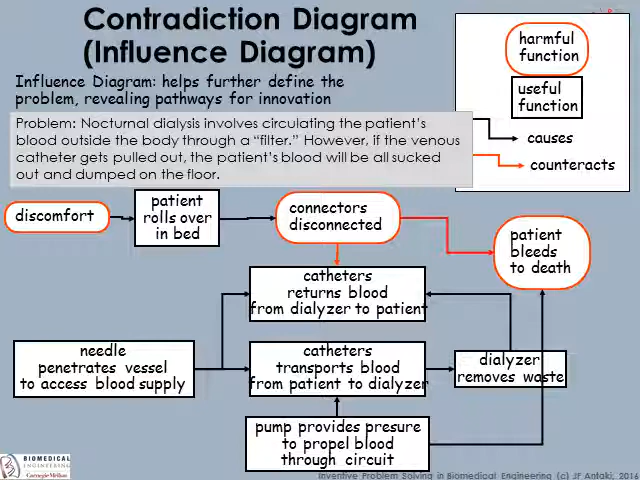 Contradiction Diagram
(Influence Diagram)
Influence Diagram: helps further define the
problem, revealing pathways for innovation
Problem: Nocturnal dialysis involves circulating the patient's
blood outside the body through a "filter." However, if the venous
catheter gets pulled out, the patient's blood will be all sucked
out and dumped on the floor.
harmful
function
useful
function
causes
counteracts
discomfort
patient
rolls over
in bed
connectors
disconnected
patient
bleeds
to death
catheters
returns blood
from dialyzer to patient
needle
penetrates vessel
to access blood supply
catheters
transports blood
from patient to dialyzer
dialyzer
removes waste
pump provides presure
to propel blood
through circuit
BIOMEDICAL
ENGINEERING
Carnegie Mellon
Inventive Problem Solving in Biomedical Engineering (c) JF Antaki, 2016